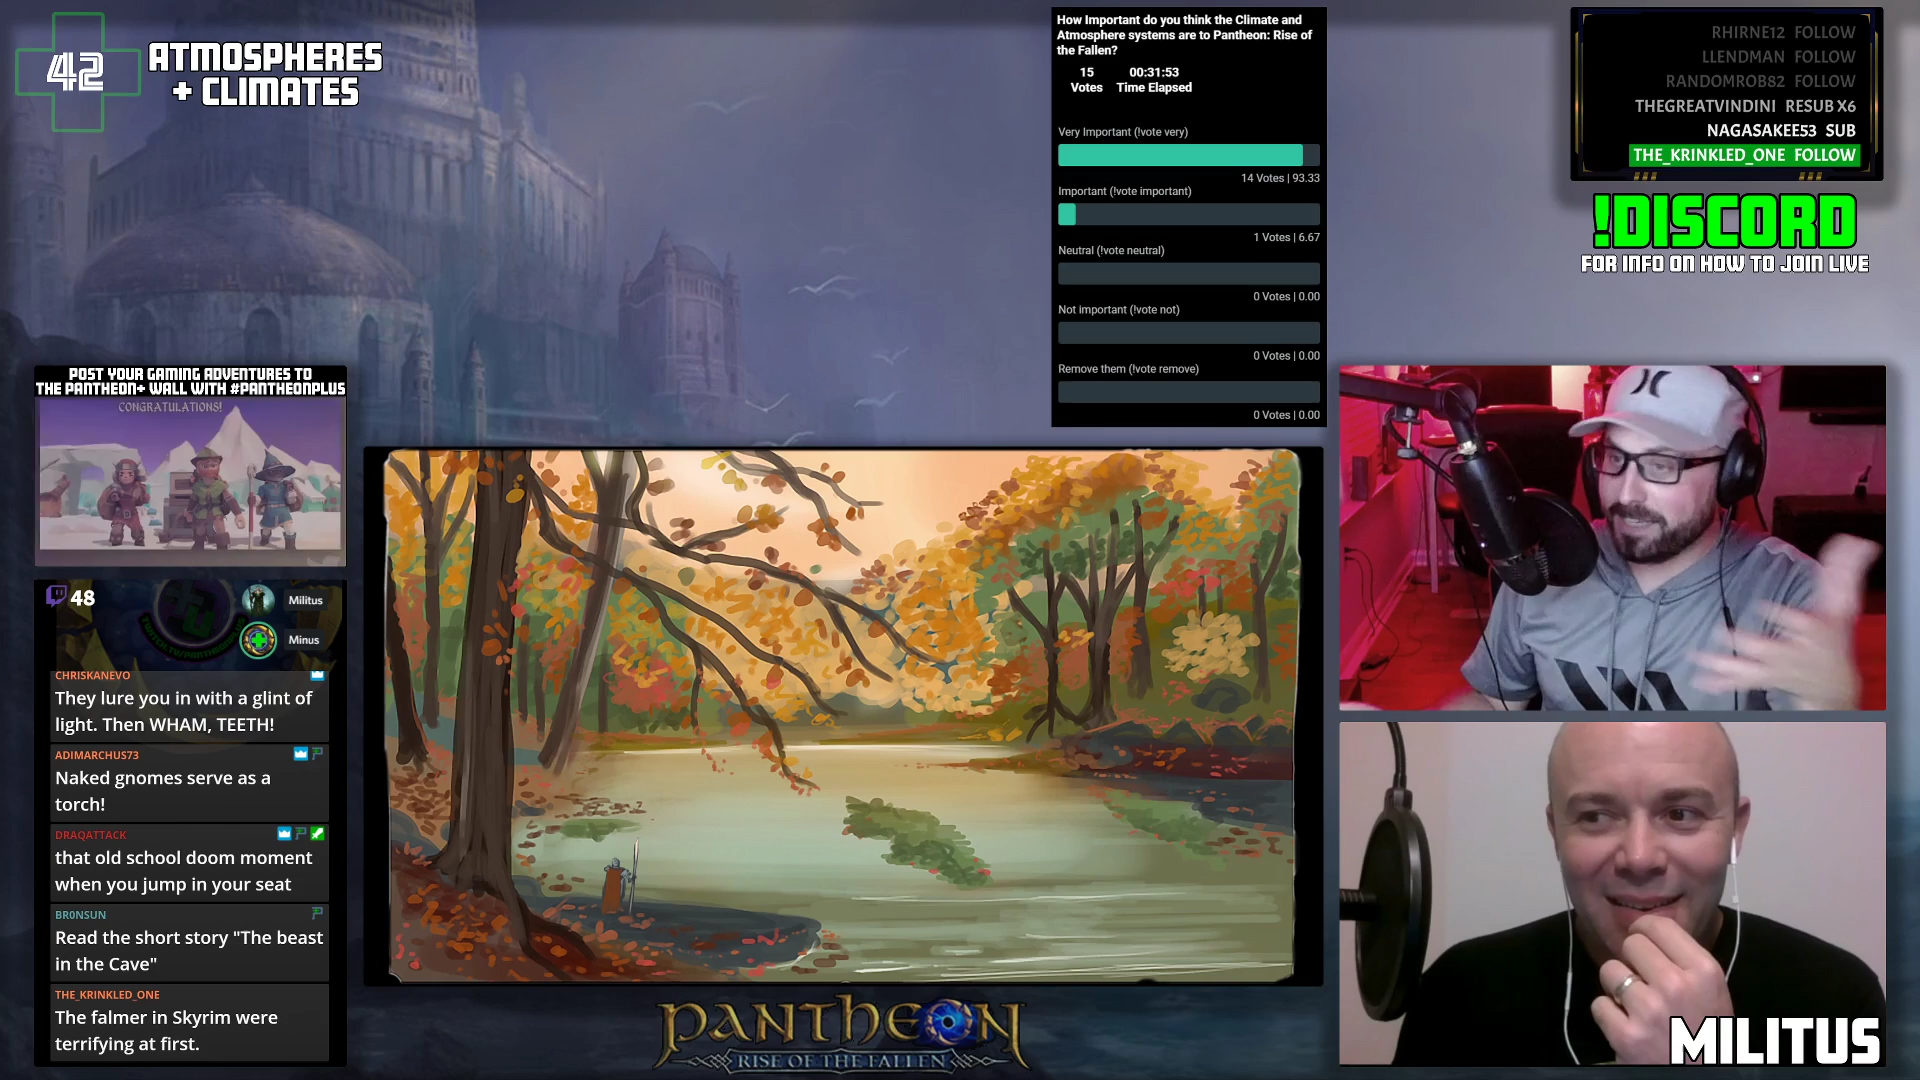 42
ATMOSPHERES
+ CLIMATES
How Important do you think the Climate and
Atmosphere systems are to Pantheon: Rise of
the Fallen?
15 00:31:53
Votes Time Elapsed
Very Important (!vote very)
14 Votes | 93.33
Important (!vote important)
1 Votes | 6.67
Neutral (!vote neutral)
0 Votes | 0.00
Not important (!vote not)
0 Votes | 0.00
Remove them (!vote remove)
0 Votes | 0.00
RHIRNE12 FOLLOW
LLENDMAN FOLLOW
RANDOMROB82 FOLLOW
THEGREATVINDINI RESUB X6
NAGASAKEE53 SUB
THE_KRINKLED_ONE FOLLOW
!DISCORD
FOR INFO ON HOW TO JOIN LIVE
POST YOUR GAMING ADVENTURES TO
THE PANTHEON+ WALL WITH #PANTHEONPLUS
CONGRATULATIONS!
48
Militus
Minus
CHRISKANEVO
They lure you in with a glint of
light. Then WHAM, TEETH!
ADIMARCHUS73
Naked gnomes serve as a
torch!
DRAQATTACK
that old school doom moment
when you jump in your seat
BR0NSUN
Read the short story "The beast
in the Cave"
THE_KRINKLED_ONE
The falmer in Skyrim were
terrifying at first.
PANTHEON
RISE OF THE FALLEN
MILITUS